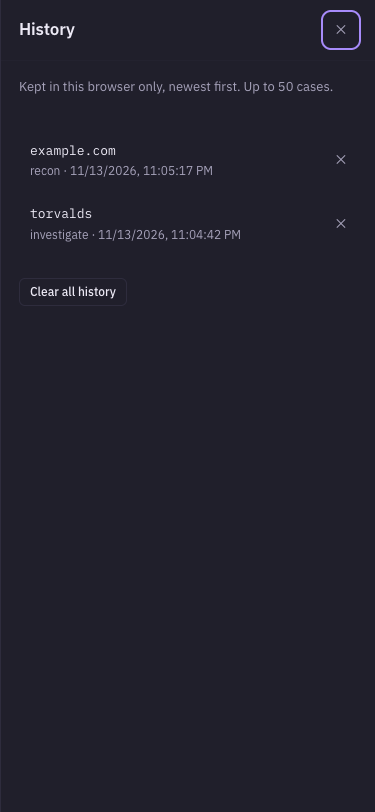 History
Kept in this browser only, newest first. Up to 50 cases.
example.com
recon · 11/13/2026, 11:05:17 PM
torvalds
investigate · 11/13/2026, 11:04:42 PM
Clear all history